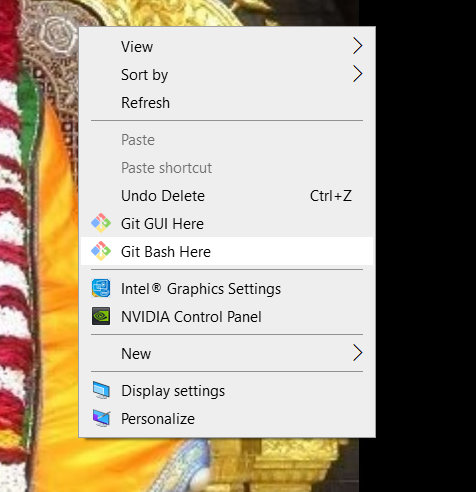 View
Sort by
Refresh
Paste
Paste shortcut
Undo Delete Ctrl+Z
Git GUI Here
Git Bash Here
Intel® Graphics Settings
NVIDIA Control Panel
New
Display settings
Personalize